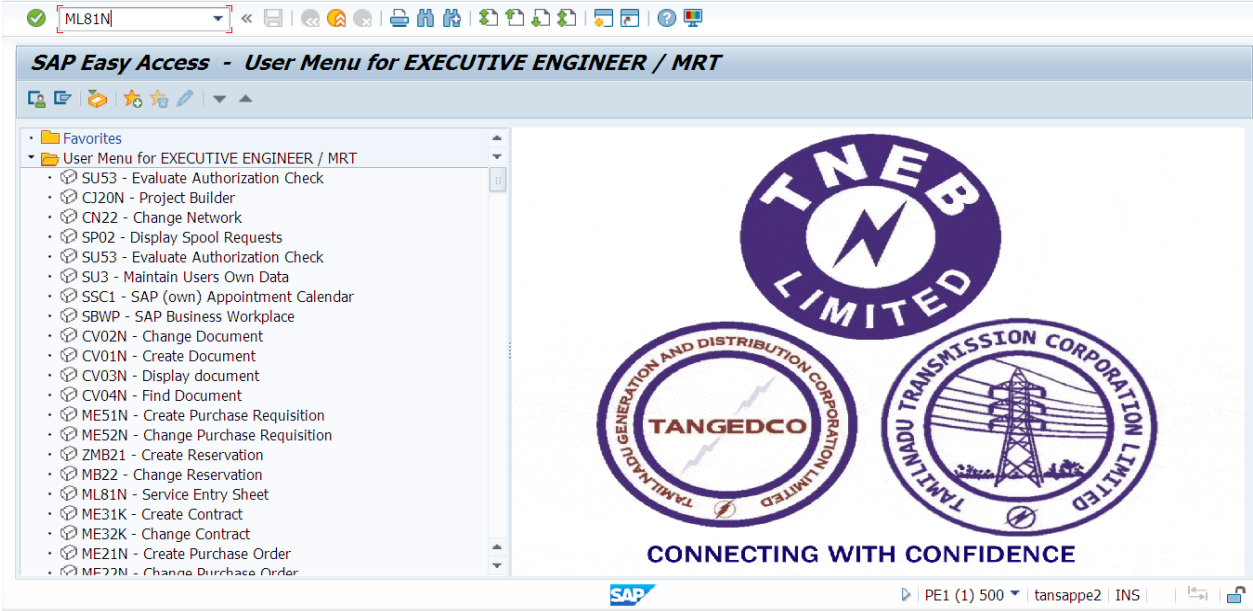 ML81N
SAP Easy Access - User Menu for EXECUTIVE ENGINEER / MRT
Favorites
User Menu for EXECUTIVE ENGINEER / MRT
SU53 - Evaluate Authorization Check
CJ20N - Project Builder
CN22 - Change Network
SP02 - Display Spool Requests
SU53 - Evaluate Authorization Check
SU3 - Maintain Users Own Data
SSC1 - SAP (own) Appointment Calendar
SBWP - SAP Business Workplace
CV02N - Change Document
CV01N - Create Document
CV03N - Display document
CV04N - Find Document
ME51N - Create Purchase Requisition
ME52N - Change Purchase Requisition
ZMB21 - Create Reservation
MB22 - Change Reservation
ML81N - Service Entry Sheet
ME31K - Create Contract
ME32K - Change Contract
ME21N - Create Purchase Order
ME22N - Change Purchase Order
TNEB
LIMITED
TAMILNADU GENERATION AND DISTRIBUTION CORPORATION LIMITED
TANGEDCO
TAMILNADU TRANSMISSION CORPORATION LIMITED
CONNECTING WITH CONFIDENCE
SAP
PE1 (1) 500
tansappe2
INS